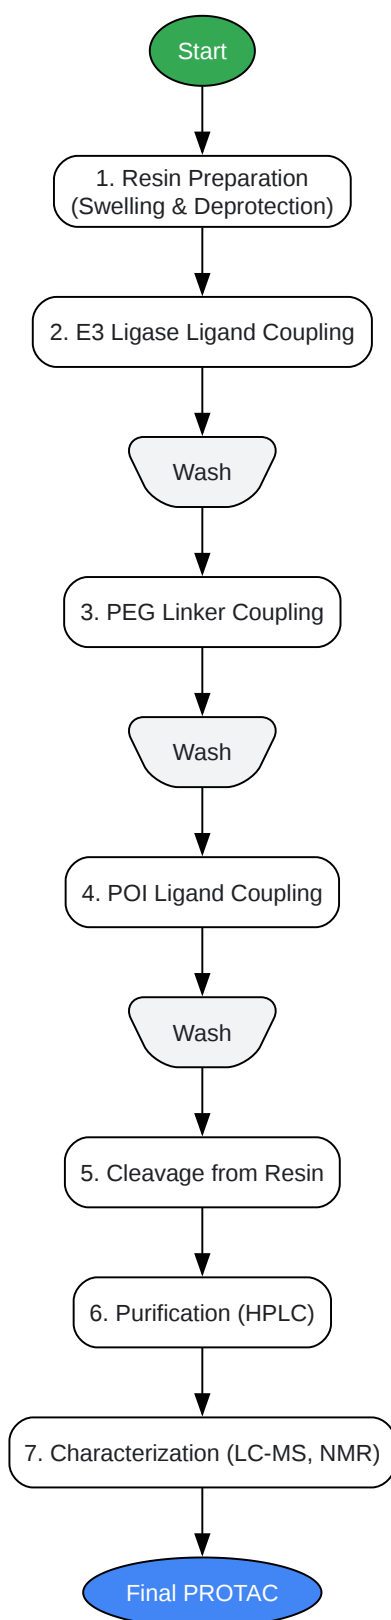 Start
1. Resin Preparation
(Swelling & Deprotection)
2. E3 Ligase Ligand Coupling
Wash
3. PEG Linker Coupling
Wash
4. POI Ligand Coupling
Wash
5. Cleavage from Resin
6. Purification (HPLC)
7. Characterization (LC-MS, NMR)
Final PROTAC